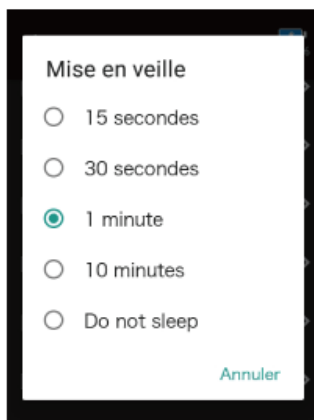 Mise en veille
15 secondes
30 secondes
1 minute
10 minutes
Do not sleep
Annuler